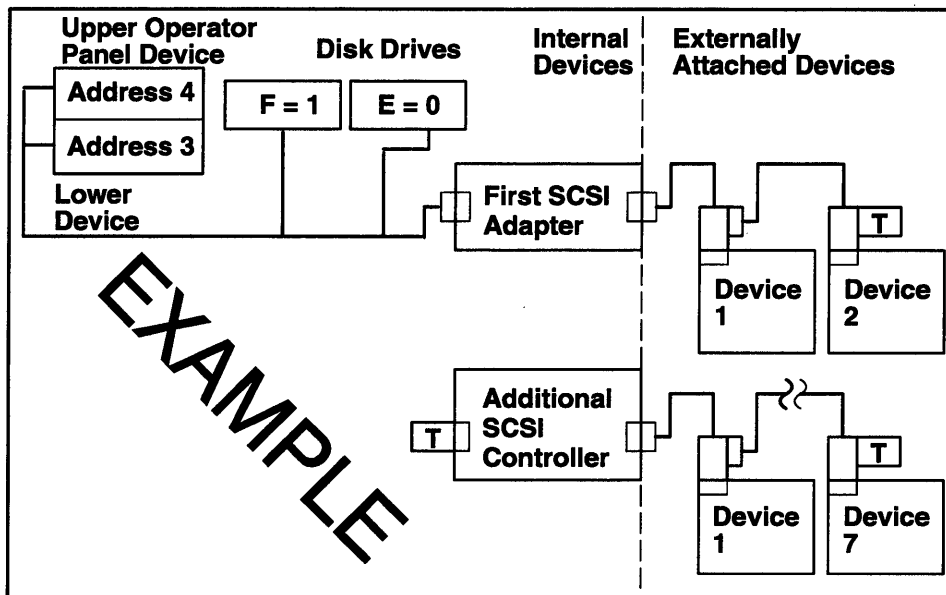 Upper Operator
Panel Device
Address 4
Address 3
Lower
Device
Disk Drives
F = 1
E = 0
Internal
Devices
Externally
Attached Devices
First SCSI
Adapter
T
Device
1
Device
2
EXAMPLE
T
Additional
SCSI
Controller
T
Device
1
Device
7